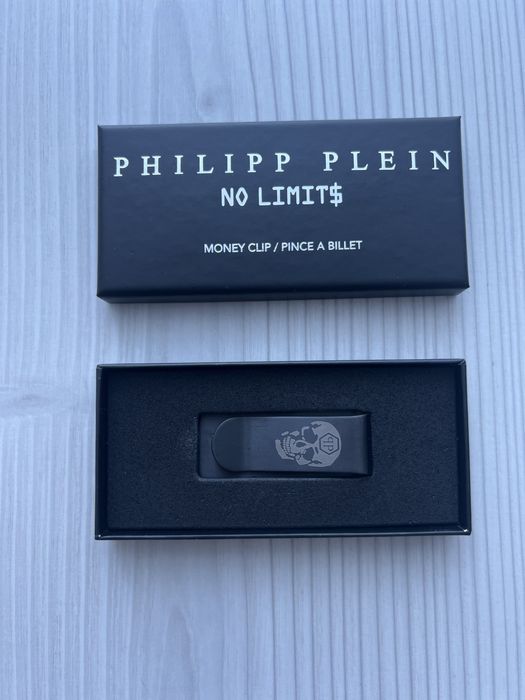 PHILIPP PLEIN
NO LIMIT$
MONEY CLIP / PINCE A BILLET